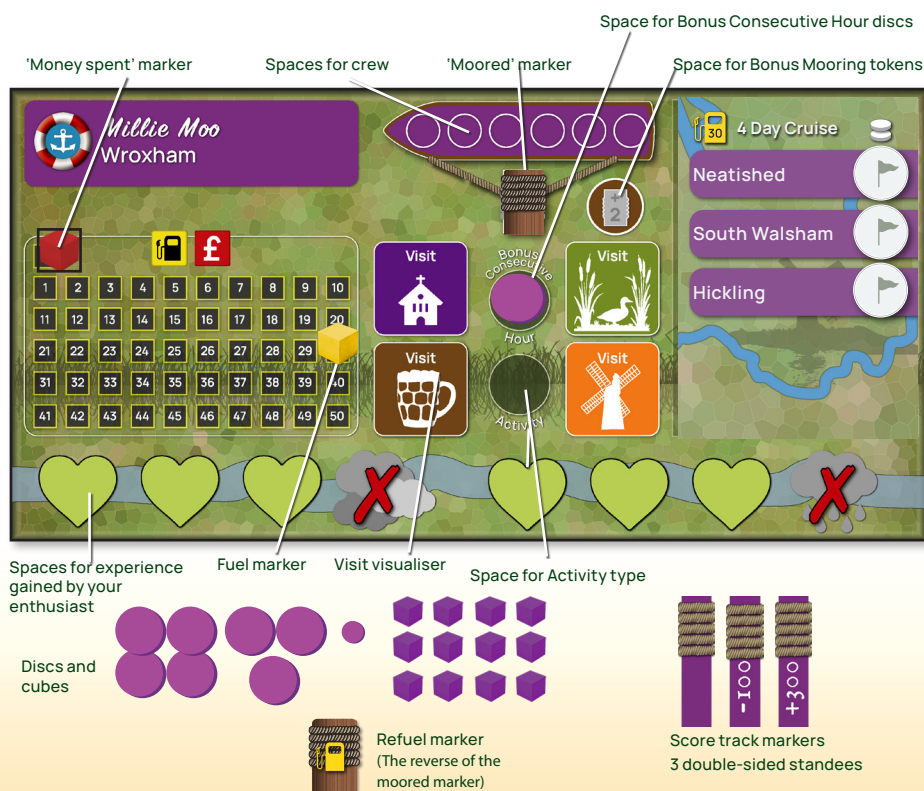 Space for Bonus Consecutive Hour discs
'Money spent' marker
Spaces for crew
'Moored' marker
Space for Bonus Mooring tokens
Millie Moo
Wroxham
30
4 Day Cruise
Neatished
South Walsham
Hickling
+
2
£
1 2 3 4 5 6 7 8 9 10
11 12 13 14 15 16 17 18 19 20
21 22 23 24 25 26 27 28 29
31 32 33 34 35 36 37 38 39 40
41 42 43 44 45 46 47 48 49 50
Visit
Bonus
Consecutive
Hour
Visit
Visit
Activity
Visit
Spaces for experience
gained by your
enthusiast
Fuel marker
Visit visualiser
Space for Activity type
Discs and
cubes
-100
+300
Refuel marker
(The reverse of the
moored marker)
Score track markers
3 double-sided standees